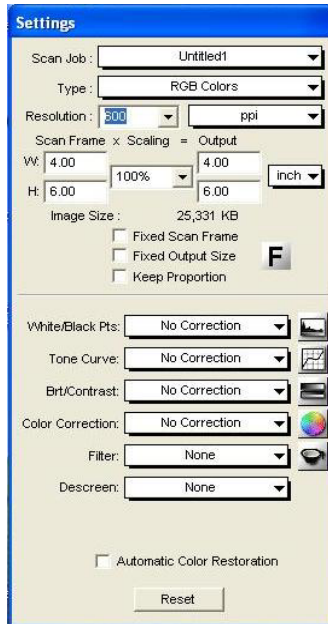 Settings
Scan Job : Untitled1
Type : RGB Colors
Resolution : 600 ppi
Scan Frame x Scaling = Output
W: 4.00 100% 4.00 inch
H: 6.00 6.00
Image Size : 25,331 KB
Fixed Scan Frame
Fixed Output Size
F
Keep Proportion
White/Black Pts: No Correction
Tone Curve: No Correction
Brt/Contrast: No Correction
Color Correction: No Correction
Filter: None
Descreen: None
Automatic Color Restoration
Reset